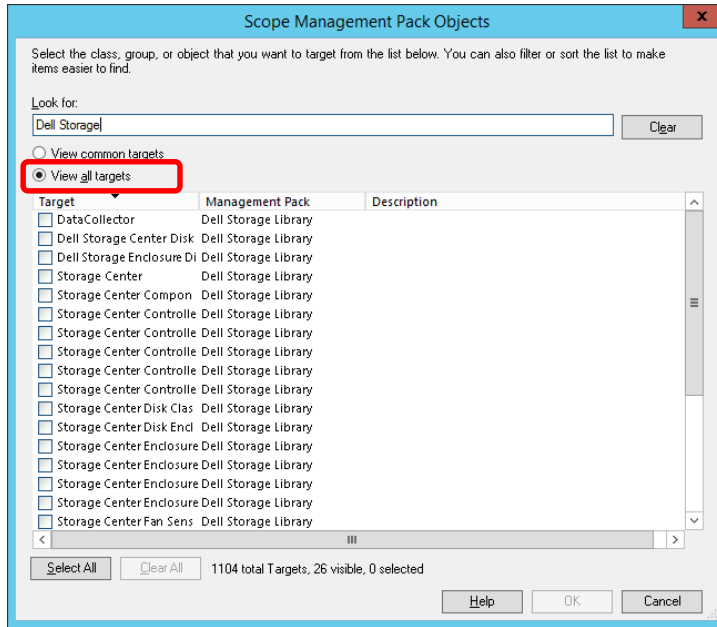 Scope Management Pack Objects
x
Select the class, group, or object that you want to target from the list below. You can also filter or sort the list to make
items easier to find.
Look for:
Dell Storage
Clear
View common targets
View all targets
Target Management Pack Description
DataCollector Dell Storage Library
Dell Storage Center Disk Dell Storage Library
Dell Storage Enclosure Di Dell Storage Library
Storage Center Dell Storage Library
Storage Center Compon Dell Storage Library
Storage Center Controlle Dell Storage Library
Storage Center Controlle Dell Storage Library
Storage Center Controlle Dell Storage Library
Storage Center Controlle Dell Storage Library
Storage Center Controlle Dell Storage Library
Storage Center Disk Clas Dell Storage Library
Storage Center Disk Encl Dell Storage Library
Storage Center Enclosure Dell Storage Library
Storage Center Enclosure Dell Storage Library
Storage Center Enclosure Dell Storage Library
Storage Center Enclosure Dell Storage Library
Storage Center Fan Sens Dell Storage Library
Select All Clear All 1104 total Targets, 26 visible, 0 selected
Help OK Cancel